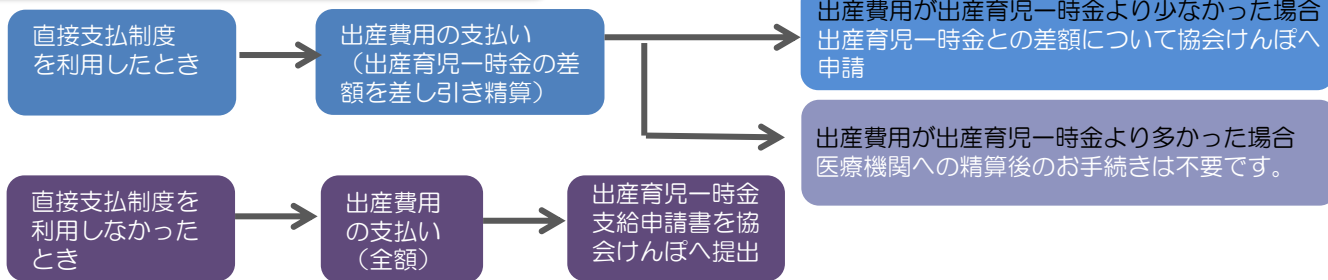 直接支払制度
を利用したとき
出産費用の支払い
（出産育児一時金の差
額を差し引き精算）
出産費用が出産育児一時金より少なかった場合
出産育児一時金との差額について協会けんぽへ
申請
出産費用が出産育児一時金より多かった場合
医療機関への精算後のお手続きは不要です。
直接支払制度を
利用しなかった
とき
出産費用
の支払い
（全額）
出産育児一時金
支給申請書を協
会けんぽへ提出